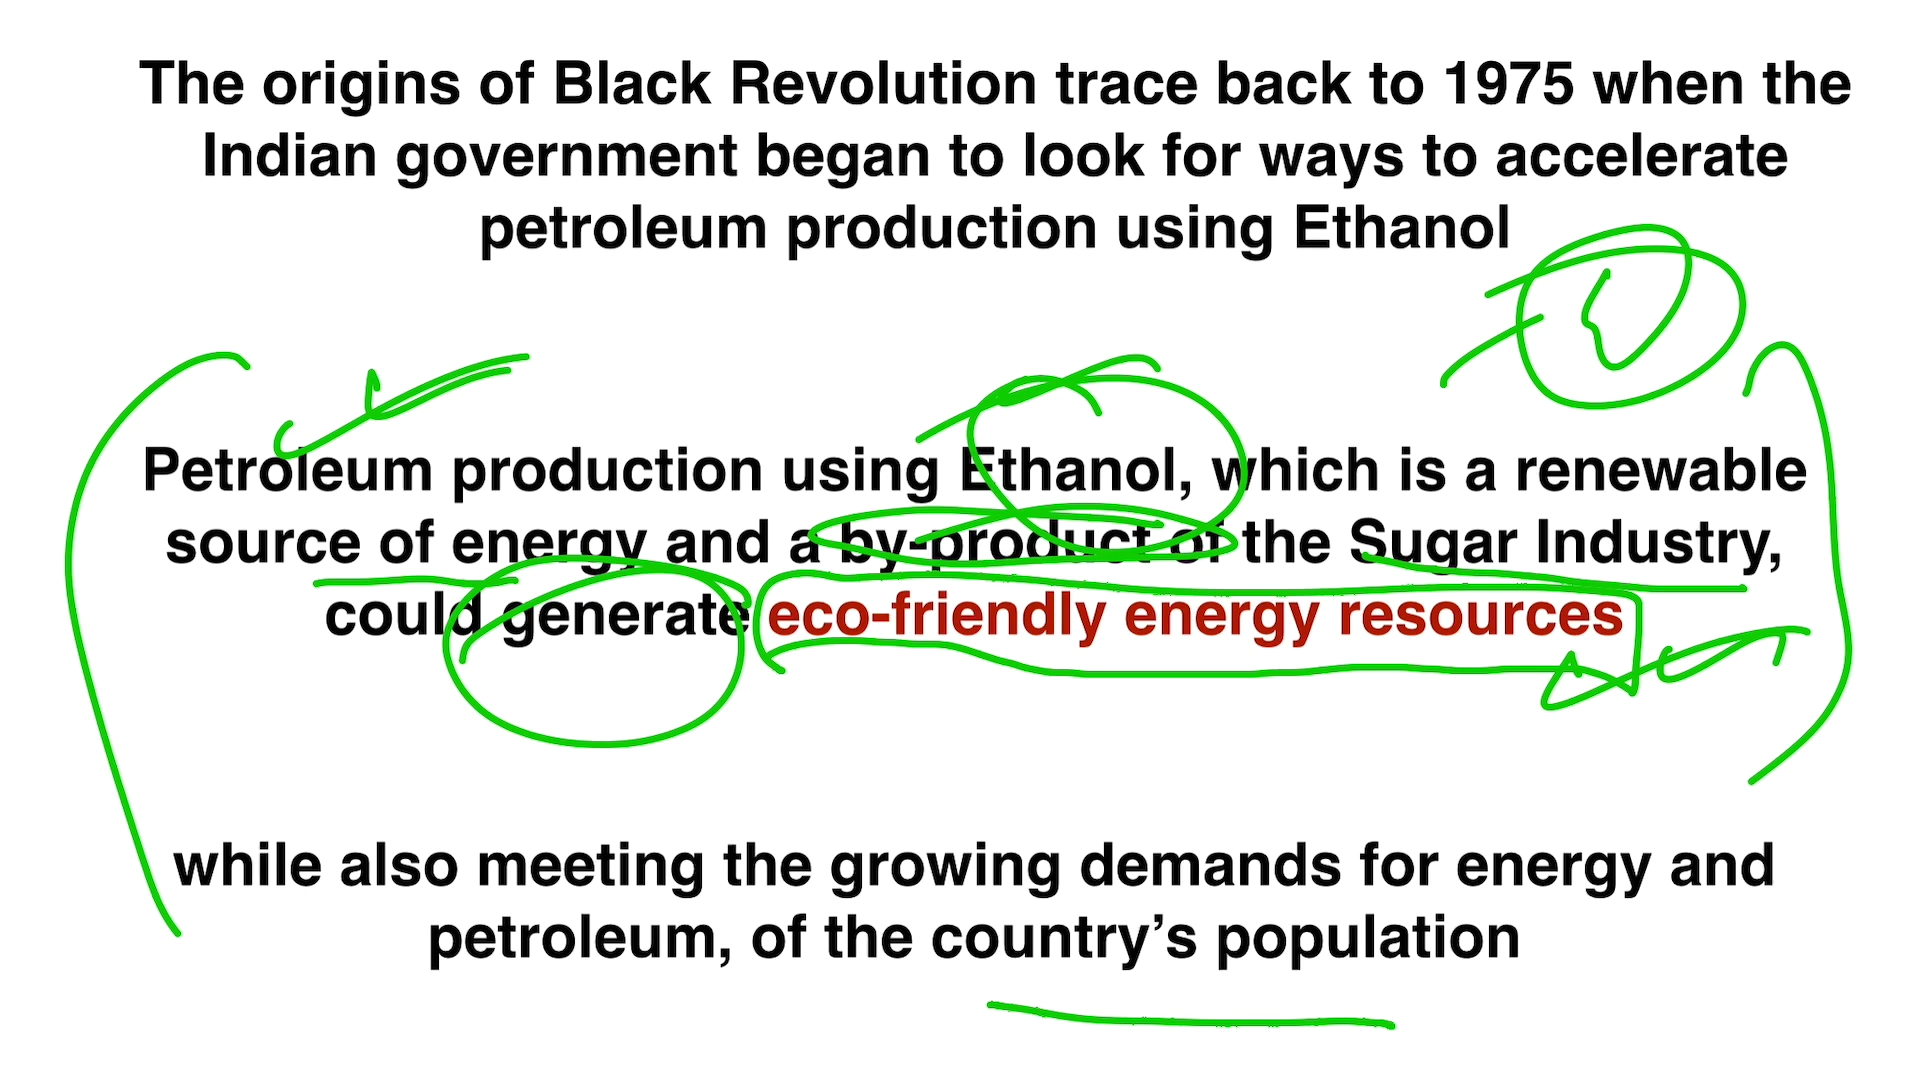 The origins of Black Revolution trace back to 1975 when the
Indian government began to look for ways to accelerate
petroleum production using Ethanol
Petroleum production using Ethanol, which is a renewable
source of energy and a by-product of the Sugar Industry,
could generate eco-friendly energy resources
while also meeting the growing demands for energy and
petroleum, of the country’s population